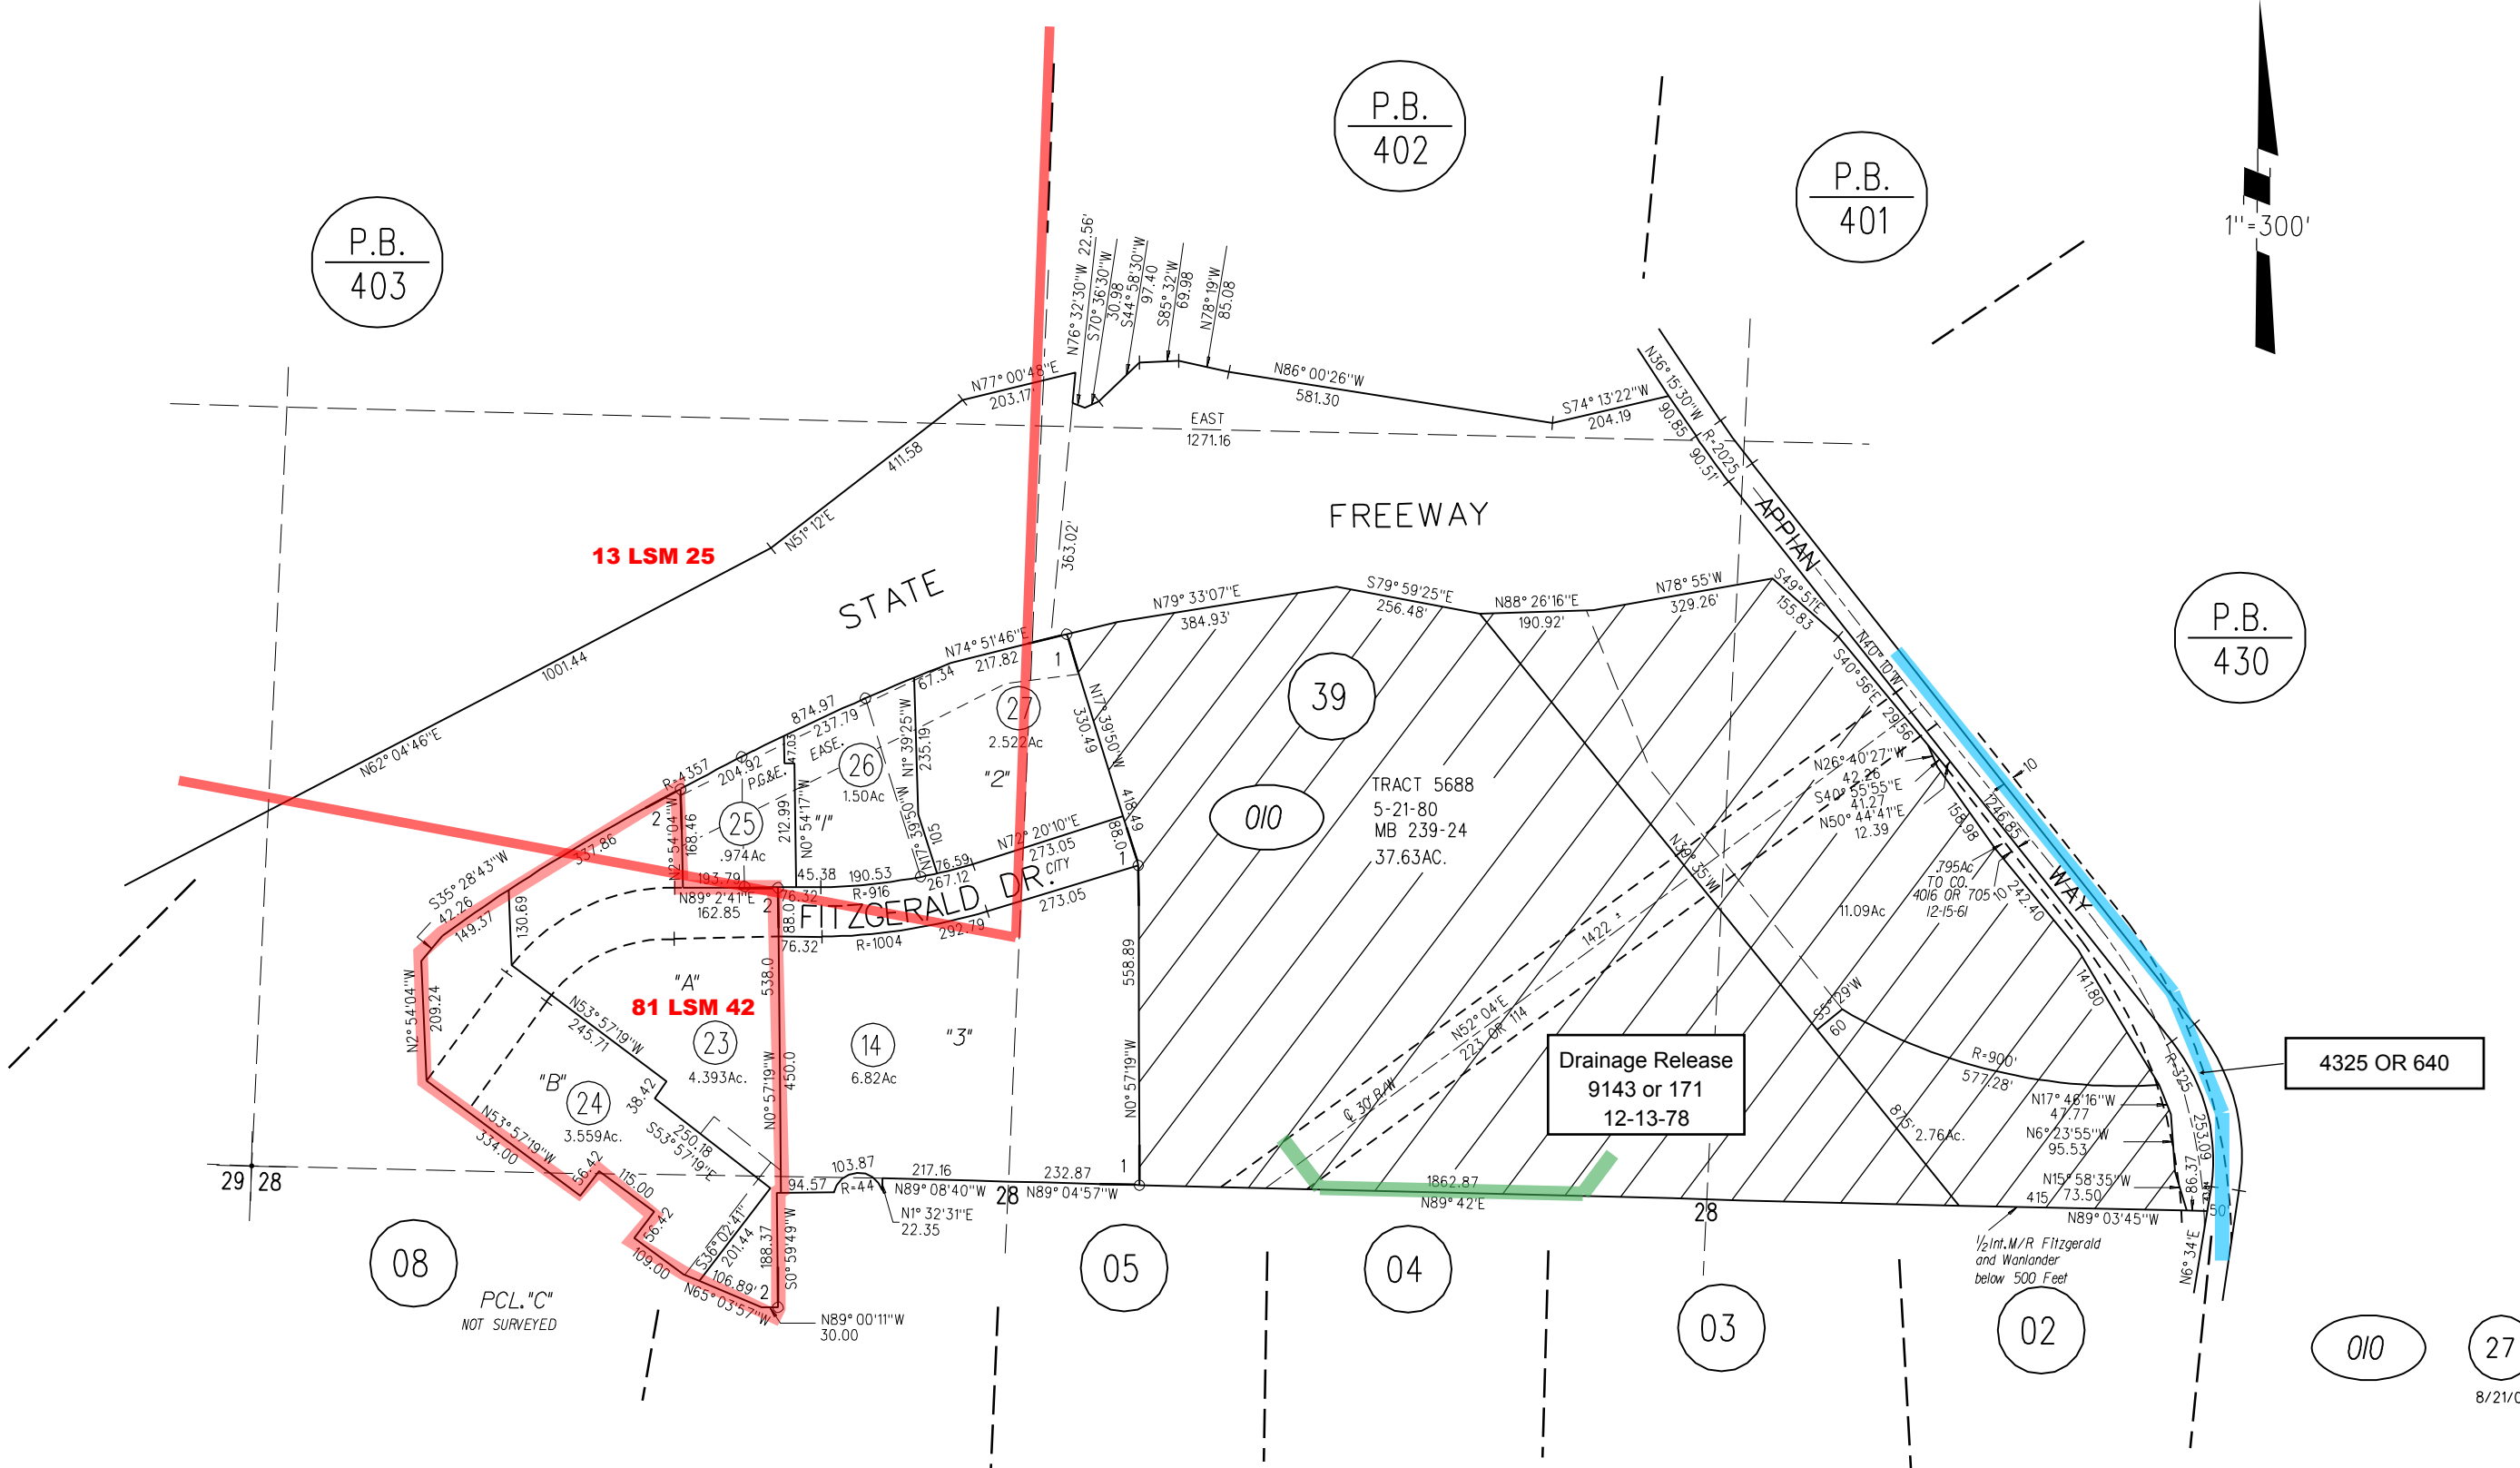 P.B.
402
P.B.
401
P.B.
403
1"=300'
N76°32'30"W 22.56'
S70°36'30"W
30.98
S44°58'30"W
97.40
S85°32'W
69.98
N78°19'W
85.08
N77°00'48"E
203.17'
N86°00'26"W
581.30
S74°13'22"W
204.19
N36°15'30"W
90.85
R=2025
90.51'
EAST
1271.16
411.58
N51°12'E
13 LSM 25
STATE
FREEWAY
363.02'
APPIAN
WAY
1001.44
N62°04'46"E
N74°51'46"E
217.82
67.34
874.97
237.79
R=4357
204.92
P.G.&E.
EASE.
N79°33'07"E
384.93'
S79°59'25"E
256.48'
N88°26'16"E
190.92'
N78°55'W
329.26'
S49°51'E
155.83
N40°10'W
S40°56'E
29.56
P.B.
430
39
010
TRACT 5688
5-21-80
MB 239-24
37.63AC.
1
27
2.522Ac
"2"
N17°39'50"W
330.49
418.49
88.0
1
26
1.50Ac
N1°39'25"W
235.19
N17°39'50"W
105
47.03
212.99
N0°54'17"W
"1"
25
.974Ac
2
N2°54'04"W
168.46
193.79
N89°2'41"E
162.85
45.38
190.53
R=916
76.59
267.12
N72°20'10"E
273.05
76.32
2
88.0
FITZGERALD DR.
CITY
76.32
R=1004
292.79
273.05
N26°40'27"W
42.26
S40°55'55"E
41.27
N50°44'41"E
12.39
158.98
1246.85
10
.795Ac
TO CO.
4016 OR 705
12-15-61
10
242.40
141.80
N39°35'W
11.09Ac
337.86
S35°28'43"W
42.26
149.37
130.69
N2°54'04"W
209.24
"A"
81 LSM 42
23
4.393Ac.
538.0
N0°57'19"W
450.0
14
6.82Ac
"3"
558.89
N0°57'19"W
1
N53°57'19"W
245.71
"B"
24
3.559Ac.
38.42
250.18
S53°57'19"E
N53°57'19"W
334.00
56.42
115.00
56.42
109.00
S36°02'41"
201.44
106.89'
N65°03'57"W
2
188.37
S0°59'49"W
N89°00'11"W
30.00
94.57
103.87
R=44
217.16
N89°08'40"W
N1°32'31"E
22.35
232.87
N89°04'57"W
28
29
28
1422 ±
N52°04'E
223 OR 114
℄ 30' R/W
Drainage Release
9143 or 171
12-13-78
1862.87
N89°42'E
28
S5°29'W
60
R=900'
577.28'
875'
2.76Ac.
N17°46'16"W
47.77
N6°23'55"W
95.53
N15°58'35"W
73.50
415
N89°03'45"W
R=325
253.09
86.37
50'
N6°34'E
4325 OR 640
½ Int.M/R Fitzgerald
and Wanlander
below 500 Feet
08
PCL."C"
NOT SURVEYED
05
04
03
02
010
27
8/21/0